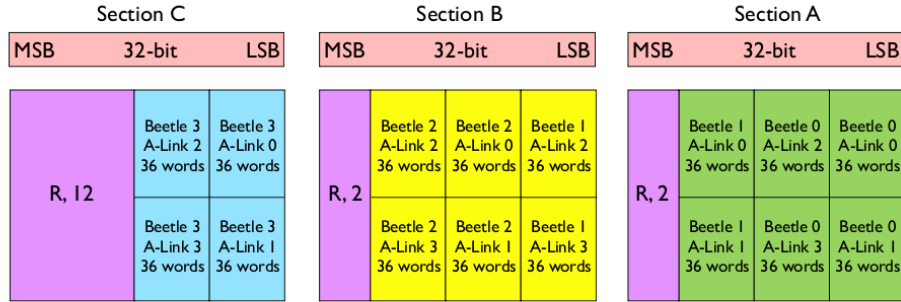 Section C
MSB 32-bit LSB
R, 12
Beetle 3
A-Link 2
36 words
Beetle 3
A-Link 0
36 words
Beetle 3
A-Link 3
36 words
Beetle 3
A-Link 1
36 words
Section B
MSB 32-bit LSB
R, 2
Beetle 2
A-Link 2
36 words
Beetle 2
A-Link 0
36 words
Beetle 1
A-Link 2
36 words
Beetle 2
A-Link 3
36 words
Beetle 2
A-Link 1
36 words
Beetle 1
A-Link 3
36 words
Section A
MSB 32-bit LSB
R, 2
Beetle 1
A-Link 0
36 words
Beetle 0
A-Link 2
36 words
Beetle 0
A-Link 0
36 words
Beetle 1
A-Link 1
36 words
Beetle 0
A-Link 3
36 words
Beetle 0
A-Link 1
36 words